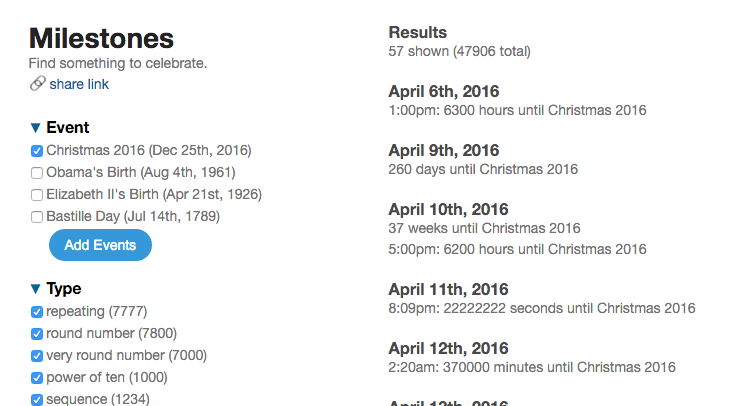 Milestones
Find something to celebrate.
share link
▼ Event
Christmas 2016 (Dec 25th, 2016)
Obama's Birth (Aug 4th, 1961)
Elizabeth II's Birth (Apr 21st, 1926)
Bastille Day (Jul 14th, 1789)
Add Events
▼ Type
repeating (7777)
round number (7800)
very round number (7000)
power of ten (1000)
sequence (1234)
Results
57 shown (47906 total)
April 6th, 2016
1:00pm: 6300 hours until Christmas 2016
April 9th, 2016
260 days until Christmas 2016
April 10th, 2016
37 weeks until Christmas 2016
5:00pm: 6200 hours until Christmas 2016
April 11th, 2016
8:09pm: 22222222 seconds until Christmas 2016
April 12th, 2016
2:20am: 370000 minutes until Christmas 2016
April 13th, 2016